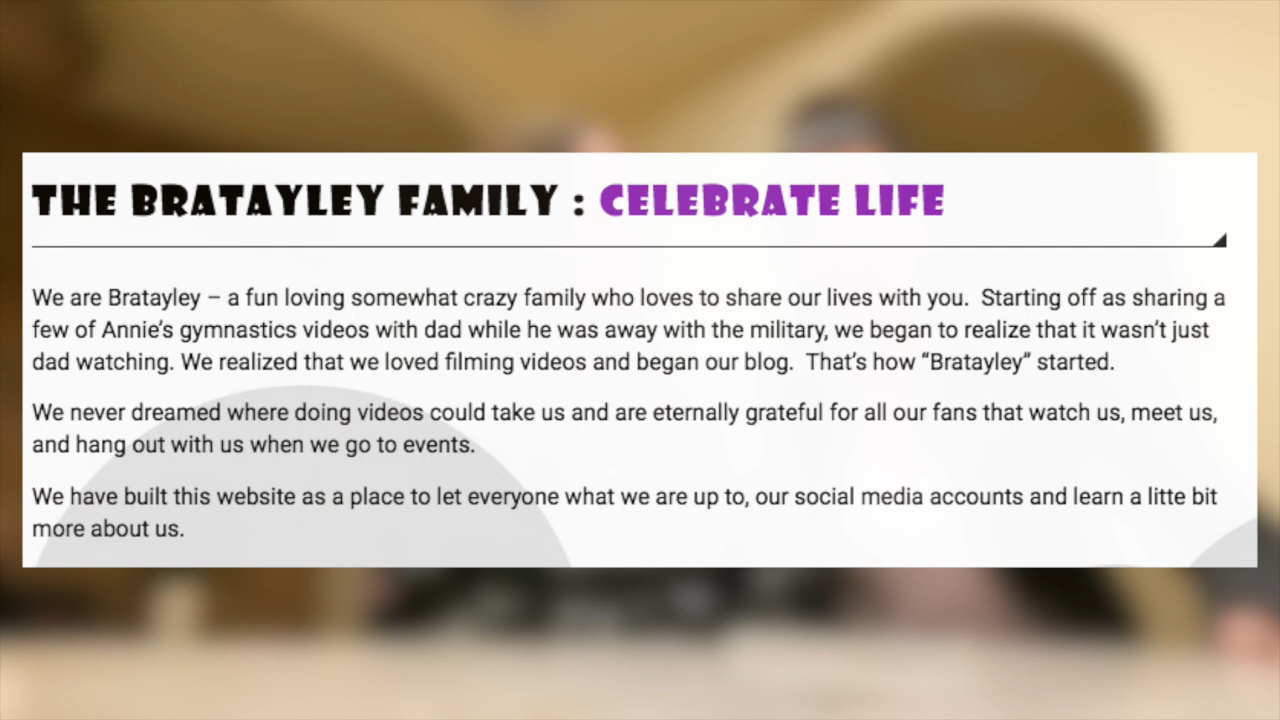 THE BRATAYLEY FAMILY : CELEBRATE LIFE
We are Bratayley – a fun loving somewhat crazy family who loves to share our lives with you.  Starting off as sharing a
few of Annie’s gymnastics videos with dad while he was away with the military, we began to realize that it wasn’t just
dad watching. We realized that we loved filming videos and began our blog.  That’s how “Bratayley” started.
We never dreamed where doing videos could take us and are eternally grateful for all our fans that watch us, meet us,
and hang out with us when we go to events.
We have built this website as a place to let everyone what we are up to, our social media accounts and learn a litte bit
more about us.